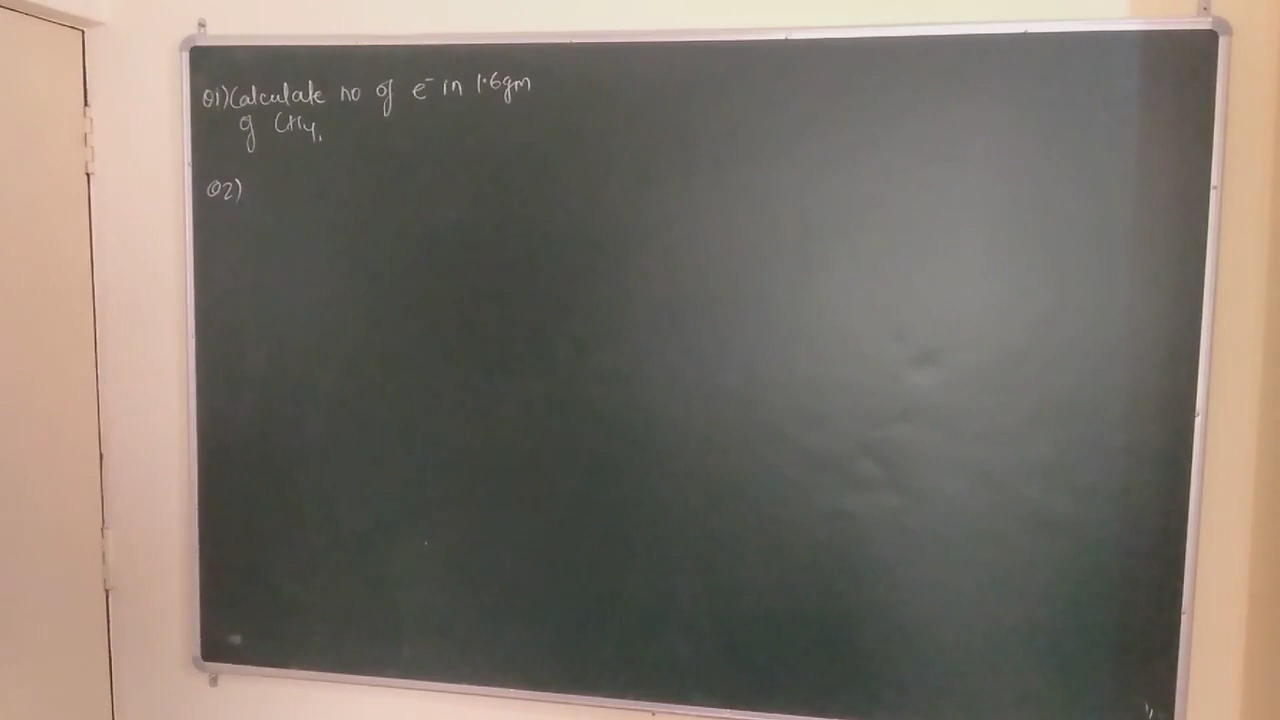 Q1) Calculate no of e⁻ in 1.6gm
of CH4.
Q2)